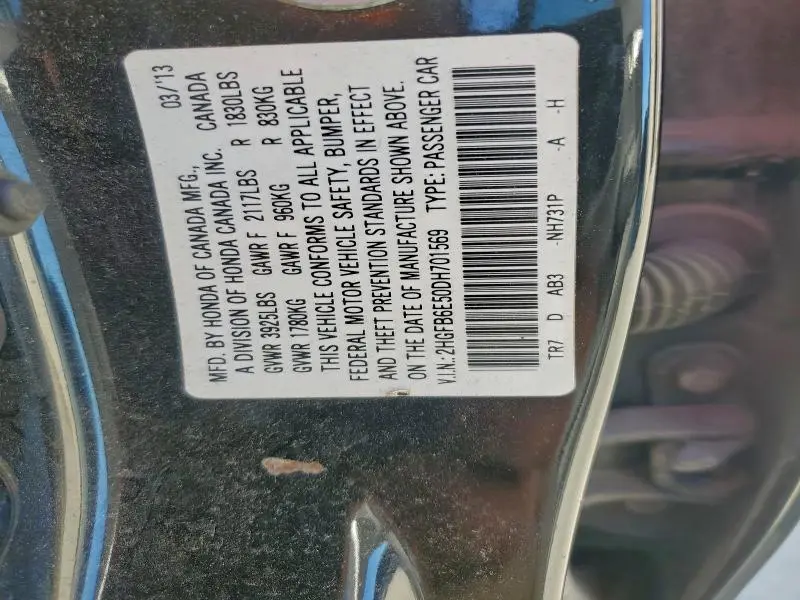 MFD. BY HONDA OF CANADA MFG., 03/'13
A DIVISION OF HONDA CANADA INC. CANADA
GVWR 3925LBS GAWR F 2117LBS R 1830LBS
GVWR 1780KG GAWR F 960KG R 830KG
THIS VEHICLE CONFORMS TO ALL APPLICABLE
FEDERAL MOTOR VEHICLE SAFETY, BUMPER,
AND THEFT PREVENTION STANDARDS IN EFFECT
ON THE DATE OF MANUFACTURE SHOWN ABOVE.
V.I.N.:2HGFB6E50DH701569 TYPE:PASSENGER CAR
TR7 D AB3 -NH731P -A -H